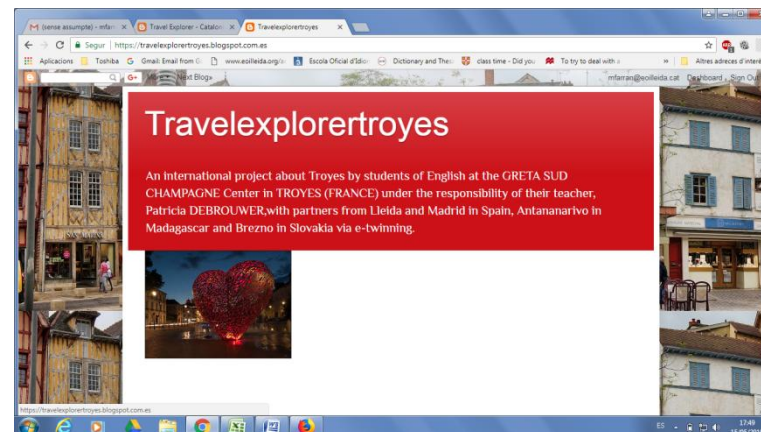 (sense assumpte) - mfarr
Travel Explorer - Catalon
Travelexplorertroyes
Segur | https://travelexplorertroyes.blogspot.com.es
Aplicacions Toshiba Gmail: Email from G www.eoilleida.org/ Escola Oficial d'Idio Dictionary and Thes class time - Did you To try to deal with » Altres adreces d'interè
G+ More Next Blog» mfarran@eoilleida.cat Dashboard Sign Out
Travelexplorertroyes
An international project about Troyes by students of English at the GRETA SUD
CHAMPAGNE Center in TROYES (FRANCE) under the responsibility of their teacher,
Patricia DEBROUWER,with partners from Lleida and Madrid in Spain, Antananarivo in
Madagascar and Brezno in Slovakia via e-twinning.
https://travelexplorertroyes.blogspot.com.es
ES 17:49